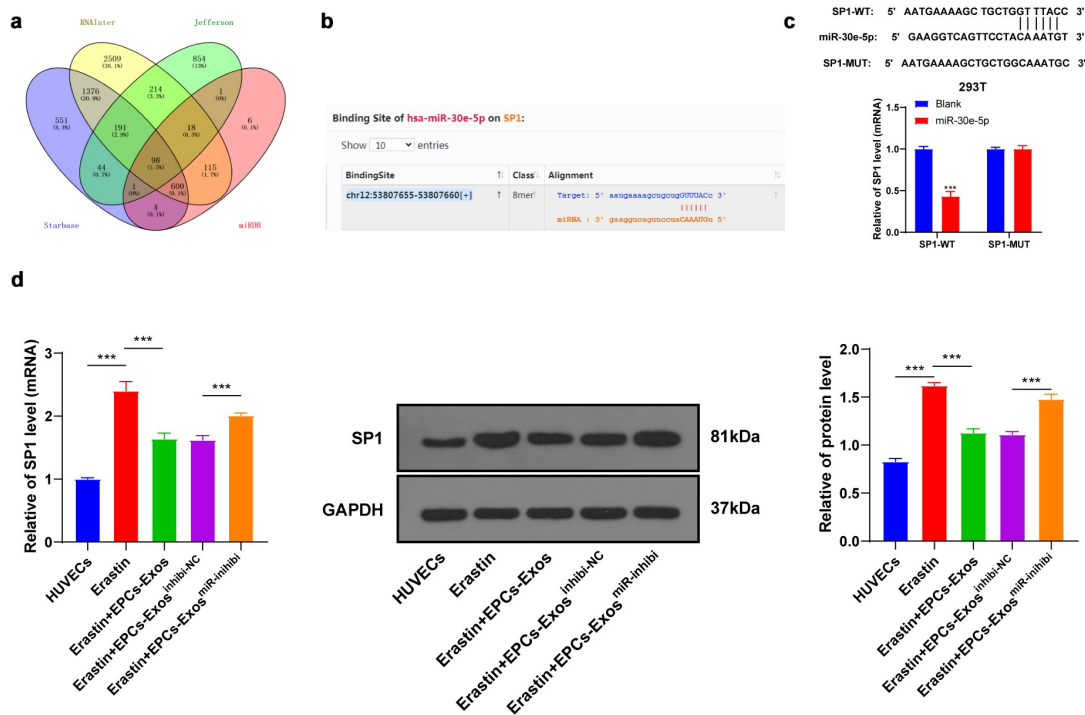 a
RNAInter
Jefferson
2509
(38.1%)
854
(13%)
1376
(20.9%)
214
(3.3%)
1
(0%)
551
(8.4%)
191
(2.9%)
18
(0.3%)
6
(0.1%)
98
(1.5%)
44
(0.7%)
115
(1.7%)
1
(0%)
600
(9.1%)
4
(0.1%)
Starbase
miRDB
b
Binding Site of hsa-miR-30e-5p on SP1:
Show 10 entries
BindingSite Class Alignment
chr12:53807655-53807660[+] 8mer Target: 5' aaugaaaagcugcugGUUUACc 3'
||||||
miRNA : 3' gaaggucaguuccuaCAAAUGu 5'
c
SP1-WT: 5' AATGAAAAGC TGCTGGTTTACC 3'
||||||
miR-30e-5p: 5' GAAGGTCAGTTCCTACAAATGT 3'
SP1-MUT: 5' AATGAAAAGCTGCTGGCAAATGC 3'
293T
Blank
miR-30e-5p
Relative of SP1 level (mRNA)
1.5
1.0
0.5
0.0
***
SP1-WT SP1-MUT
d
Relative of SP1 level (mRNA)
3
2
1
0
*** *** ***
HUVECs
Erastin
Erastin+EPCs-Exos
Erastin+EPCs-Exos inhibi-NC
Erastin+EPCs-Exos miR-inihibi
SP1 81kDa
GAPDH 37kDa
HUVECs
Erastin
Erastin+EPCs-Exos
Erastin+EPCs-Exos inhibi-NC
Erastin+EPCs-Exos miR-inhibi
Relative of protein level
2.0
1.5
1.0
0.5
0.0
*** *** ***
HUVECs
Erastin
Erastin+EPCs-Exos
Erastin+EPCs-Exos inhibi-NC
Erastin+EPCs-Exos miR-inhibi